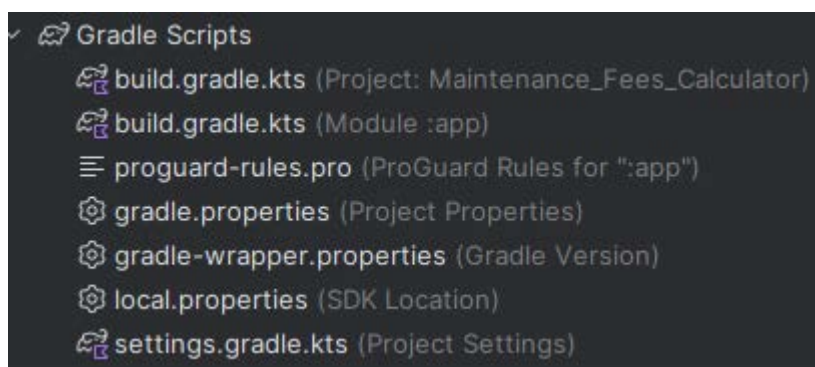 Gradle Scripts
build.gradle.kts (Project: Maintenance_Fees_Calculator)
build.gradle.kts (Module :app)
proguard-rules.pro (ProGuard Rules for ":app")
gradle.properties (Project Properties)
gradle-wrapper.properties (Gradle Version)
local.properties (SDK Location)
settings.gradle.kts (Project Settings)